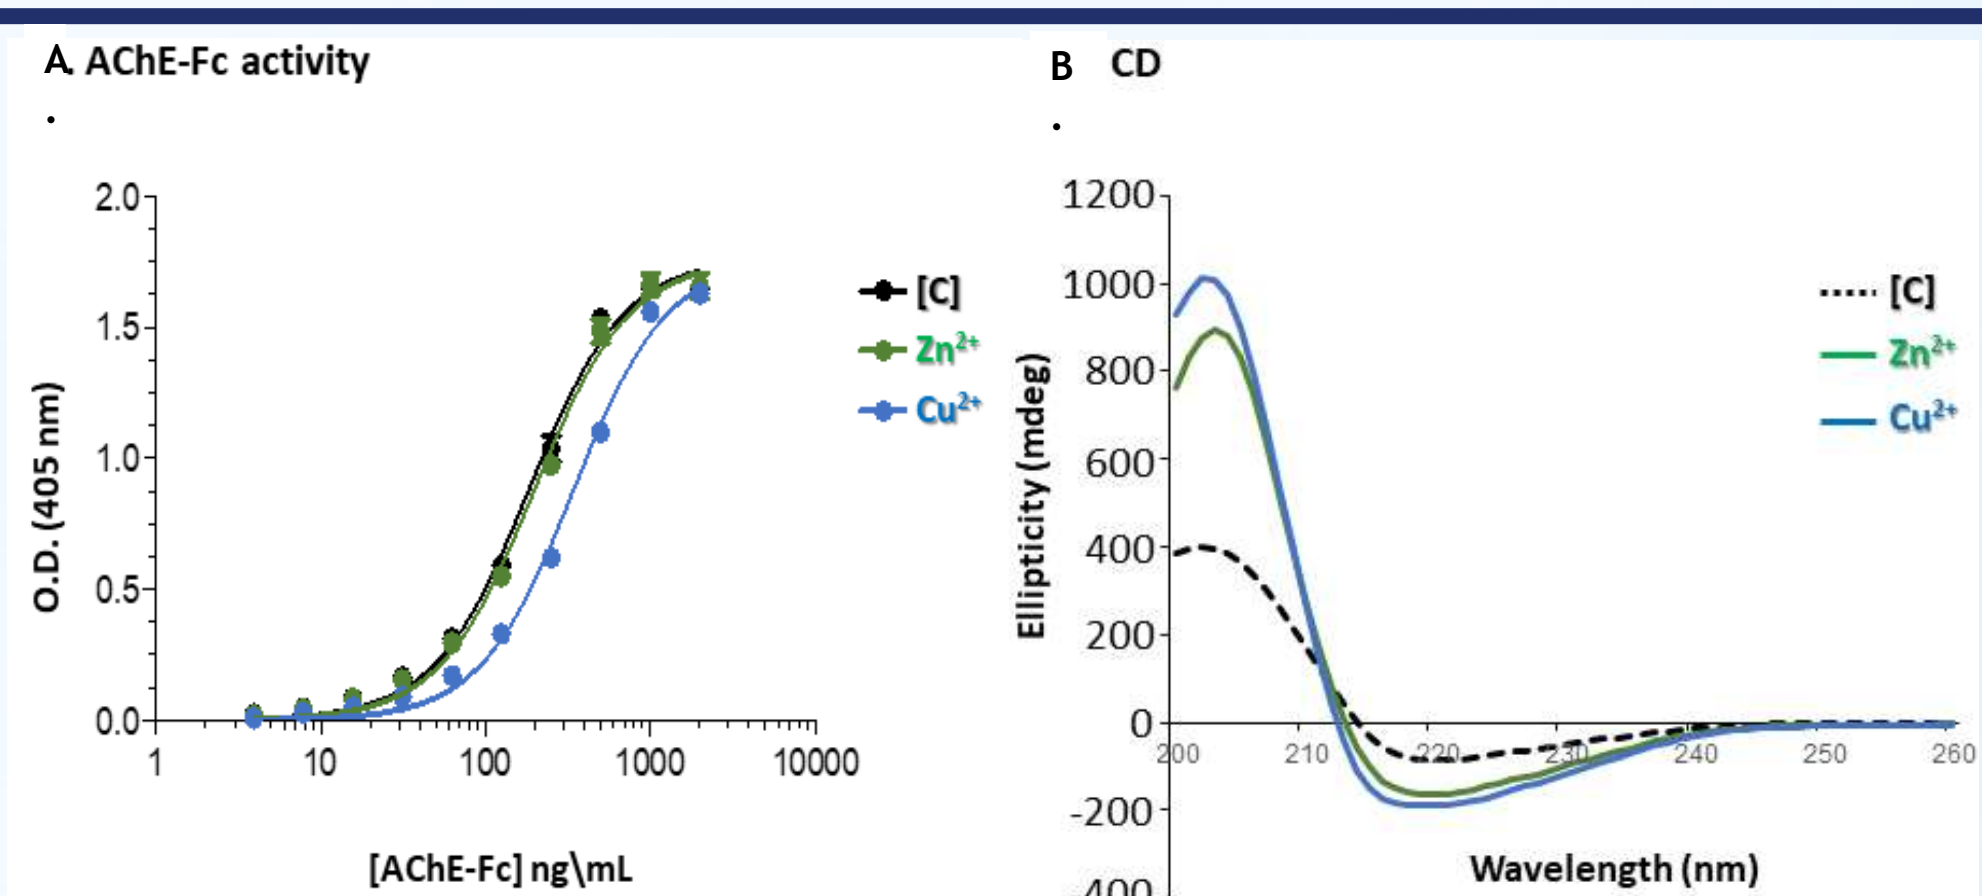 A. AChE-Fc activity
.
2.0
1.5
1.0
0.5
0.0
1 10 100 1000 10000
O.D. (405 nm)
[AChE-Fc] ng\mL
[C]
Zn²⁺
Cu²⁺
B CD
.
1200
1000
800
600
400
200
0
-200
-400
200 210 220 230 240 250 260
Ellipticity (mdeg)
Wavelength (nm)
[C]
Zn²⁺
Cu²⁺